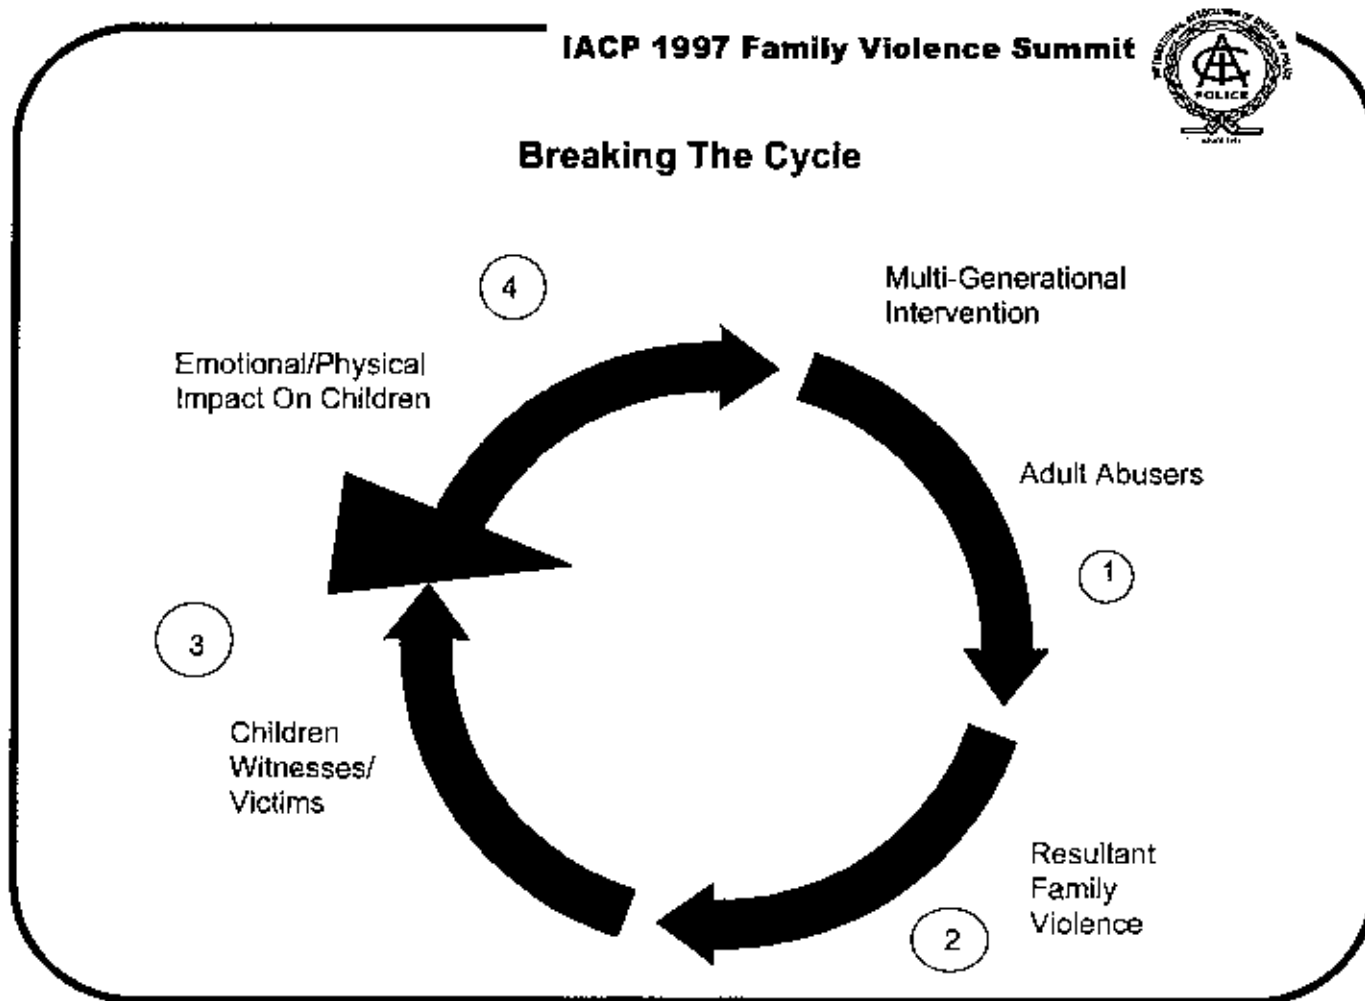 IACP 1997 Family Violence Summit
POLICE
Breaking The Cycle
4
Multi-Generational
Intervention
Emotional/Physical
Impact On Children
Adult Abusers
1
3
Children
Witnesses/
Victims
Resultant
Family
Violence
2